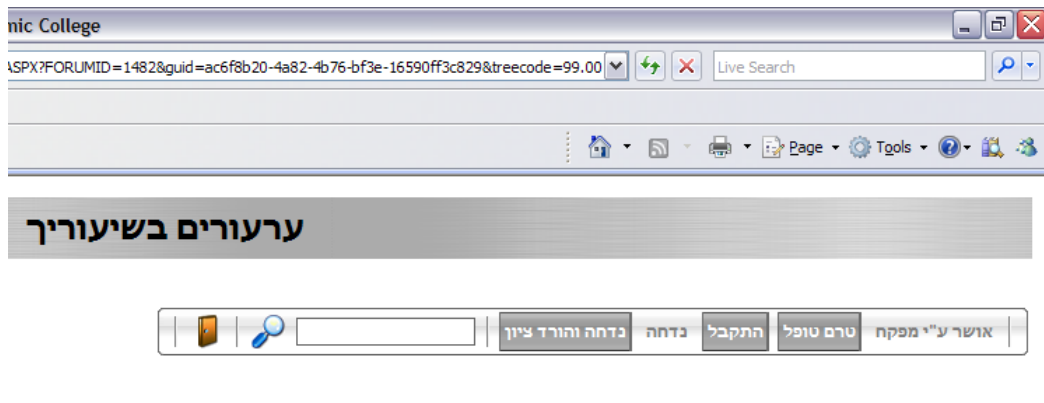 mic College
ASPX?FORUMID=1482&guid=ac6f8b20-4a82-4b76-bf3e-16590ff3c829&treecode=99.00 Live Search
Page Tools
ערעורים בשיעוריך
אושר ע"י מפקח טרם טופל התקבל נדחה נדחה והורד ציון